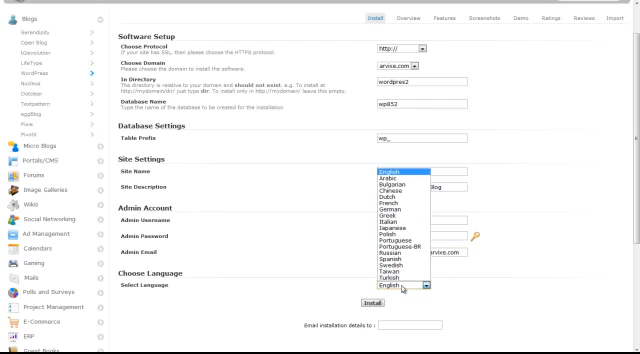 Blogs
Install Overview Features Screenshots Demo Ratings Reviews Import
Serendipity
Open Blog
b2evolution
LifeType
WordPress
Nucleus
Dotclear
Textpattern
eggBlog
Pixie
PivotX
Micro Blogs
Portals/CMS
Forums
Image Galleries
Wikis
Social Networking
Ad Management
Calendars
Gaming
Mails
Polls and Surveys
Project Management
E-Commerce
ERP
Guest Books
Software Setup
Choose Protocol
If your site has SSL, then please choose the HTTPS protocol.
http://
Choose Domain
Please choose the domain to install the software.
arvixe.com
In Directory
The directory is relative to your domain and should not exist. e.g. To install at
http://mydomain/dir/ just type dir. To install only in http://mydomain/ leave this empty.
wordpres2
Database Name
Type the name of the database to be created for the installation
wp852
Database Settings
Table Prefix
wp_
Site Settings
Site Name
Site Description
Blog
Admin Account
Admin Username
Admin Password
Admin Email
arvixe.com
English
Arabic
Bulgarian
Chinese
Dutch
French
German
Greek
Italian
Japanese
Polish
Portuguese
Portuguese-BR
Russian
Spanish
Swedish
Taiwan
Turkish
Choose Language
Select Language
English
Install
Email installation details to :